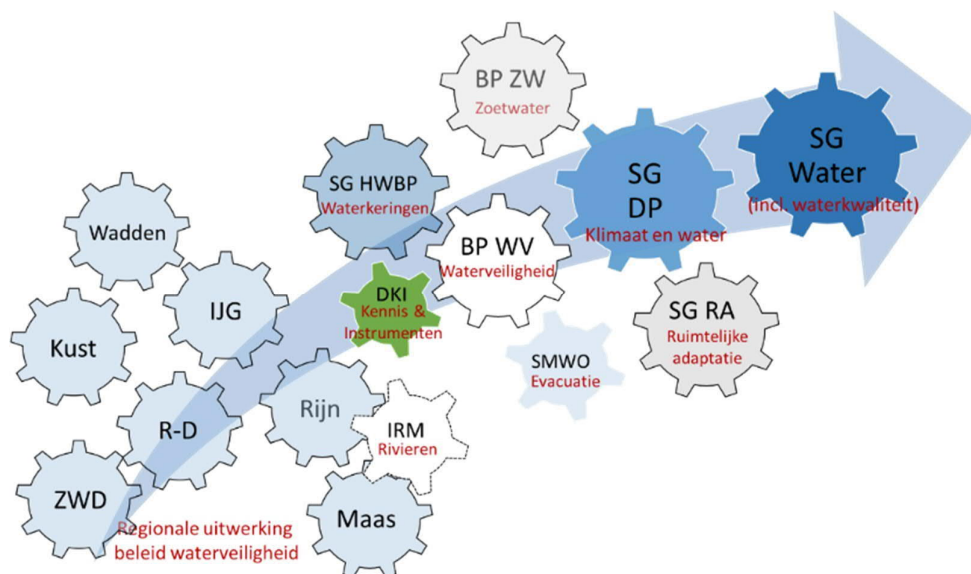 BP ZW
Zoetwater
SG
Water
(incl. waterkwaliteit)
SG HWBP
Waterkeringen
SG
DP
Klimaat en water
Wadden
BP WV
Waterveiligheid
DKI
Kennis &
Instrumenten
IJG
SG RA
Ruimtelijke
adaptatie
Kust
SMWO
Evacuatie
Rijn
R-D
IRM
Rivieren
ZWD
Maas
Regionale uitwerking
beleid waterveiligheid